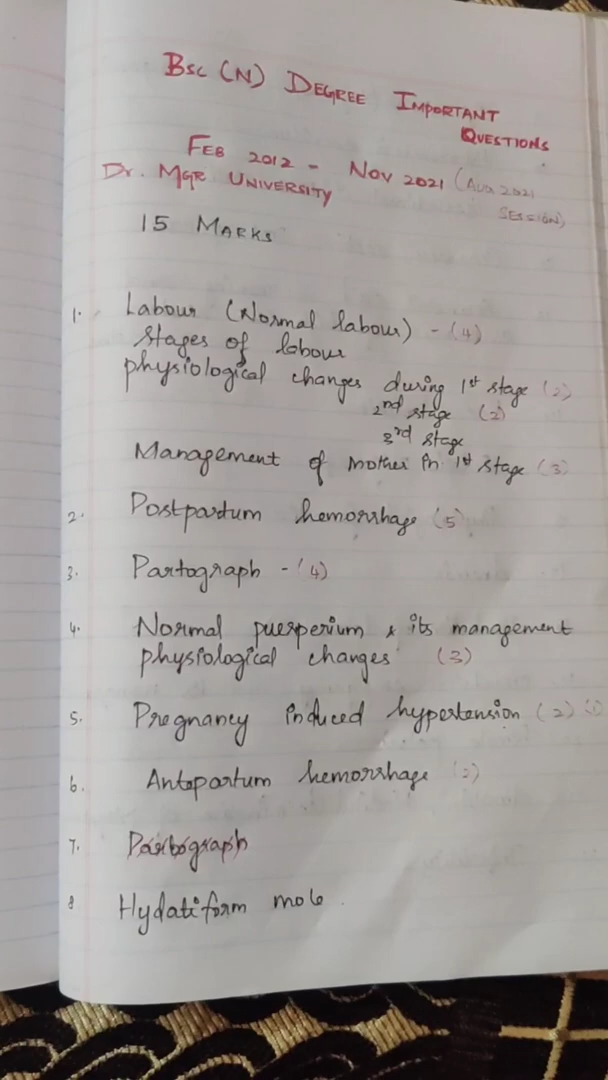 BSC (N) DEGREE IMPORTANT
QUESTIONS
FEB 2012 - NOV 2021 (AUG 2021
SESSION)
Dr. MGR UNIVERSITY
15 MARKS
1. Labour (Normal labour) - (4)
Stages of labour
physiological changes during 1st stage (2)
2nd stage (2)
3rd stage
Management of mother in 1st stage (3)
2. Postpartum hemorrhage (5)
3. Partograph - (4)
4. Normal puerperium & its management
physiological changes (3)
5. Pregnancy induced hypertension (2)
6. Antepartum hemorrhage (2)
7. Partograph
8 Hydatiform mole.